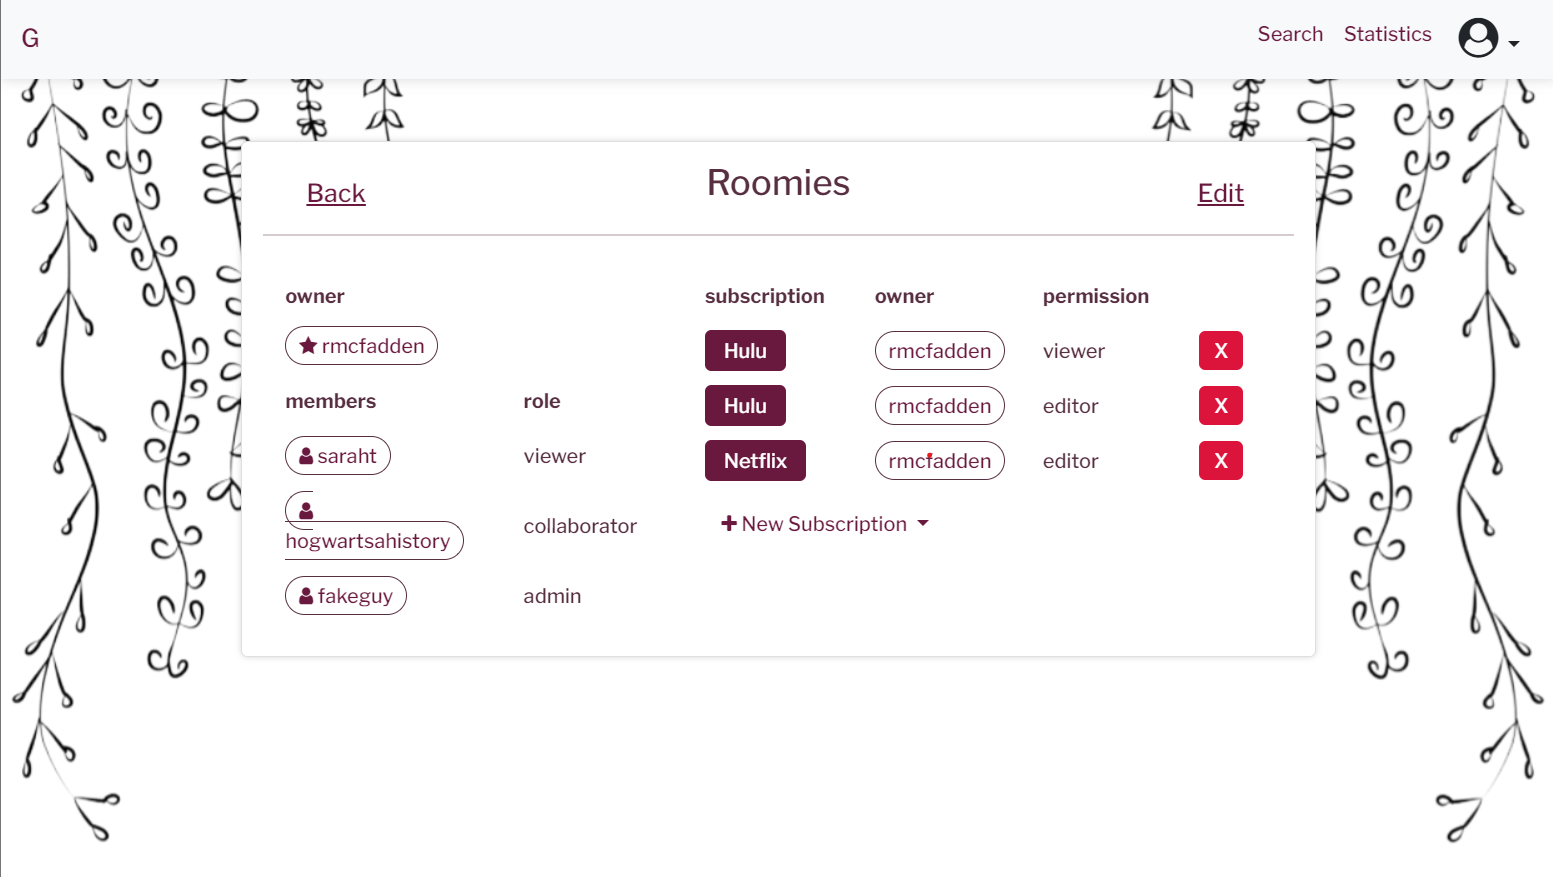 G
Search Statistics
Back Roomies Edit
owner
rmcfadden
members role
saraht viewer
hogwartsahistory collaborator
fakeguy admin
subscription owner permission
Hulu rmcfadden viewer X
Hulu rmcfadden editor X
Netflix rmcfadden editor X
New Subscription